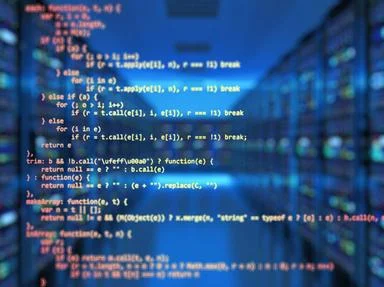 each: function(e, t, n) {
var r, i = 0,
o = e.length,
a = M(e);
if (n) {
if (a) {
for (; o > i; i++)
if (r = t.apply(e[i], n), r === !1) break
} else
for (i in e)
if (r = t.apply(e[i], n), r === !1) break
} else if (a) {
for (; o > i; i++)
if (r = t.call(e[i], i, e[i]), r === !1) break
} else
for (i in e)
if (r = t.call(e[i], i, e[i]), r === !1) break;
return e
},
trim: b && !b.call("\ufeff\u00a0") ? function(e) {
return null == e ? "" : b.call(e)
} : function(e) {
return null == e ? "" : (e + "").replace(C, "")
},
makeArray: function(e, t) {
var n = t || [];
return null != e && (M(Object(e)) ? x.merge(n, "string" == typeof e ? [e] : e) : h.call(n,
},
inArray: function(e, t, n) {
var r;
if (t) {
if (m) return m.call(t, e, n);
for (r = t.length, n = n ? 0 > n ? Math.max(0, r + n) : n : 0; r > n; n++)
if (n in t && t[n] === e) return n
}